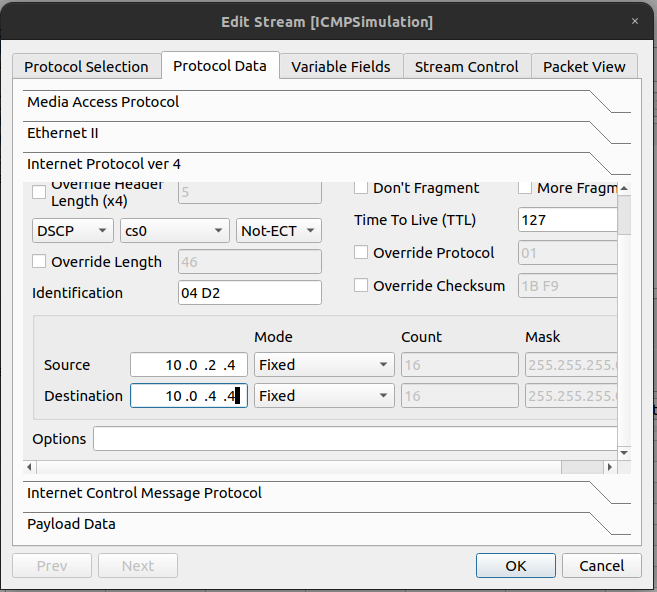 Edit Stream [ICMPSimulation]
×
Protocol Selection Protocol Data Variable Fields Stream Control Packet View
Media Access Protocol
Ethernet II
Internet Protocol ver 4
Override Header Length (x4) 5 Don't Fragment More Fragm
DSCP cs0 Not-ECT Time To Live (TTL) 127
Override Length 46 Override Protocol 01
Identification 04 D2 Override Checksum 1B F9
Mode Count Mask
Source 10 .0 .2 .4 Fixed 16 255.255.255.
Destination 10 .0 .4 .4 Fixed 16 255.255.255.
Options
Internet Control Message Protocol
Payload Data
Prev Next OK Cancel